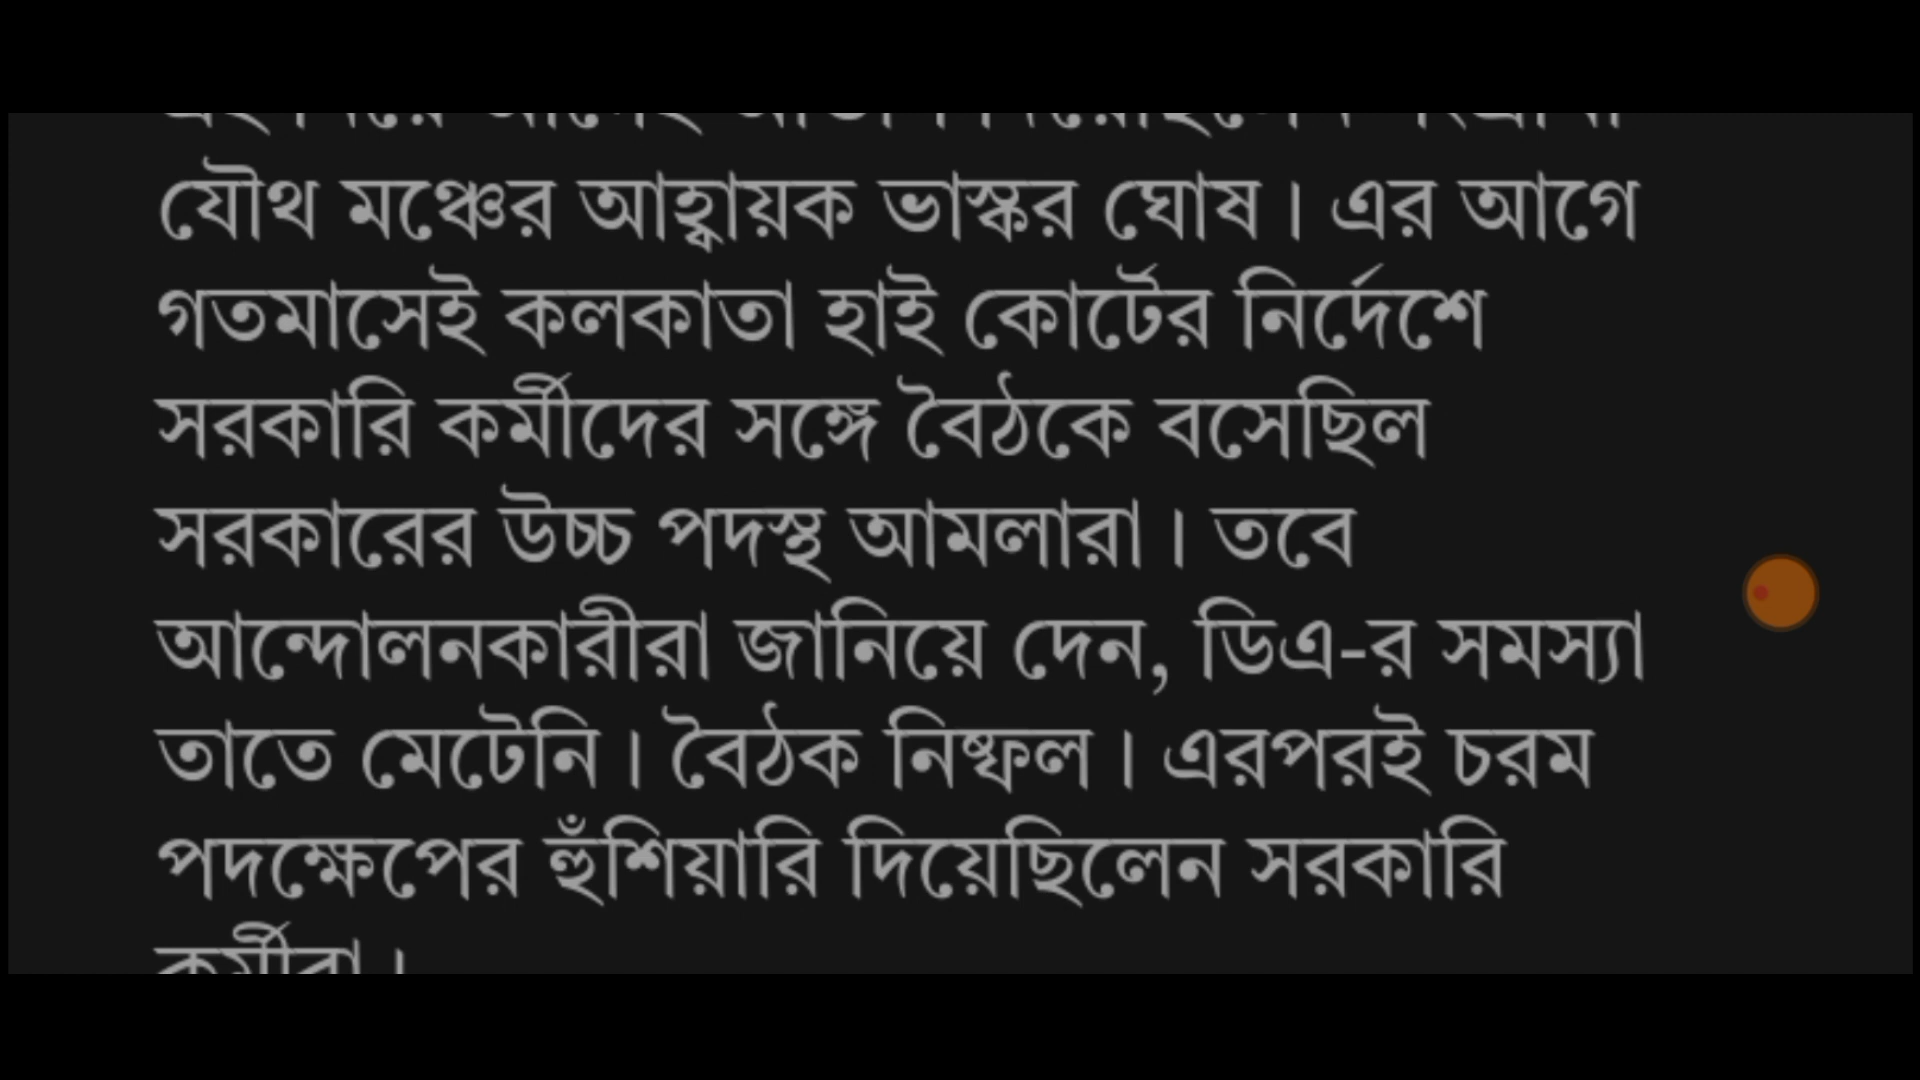 যৌথ মঞ্চের আহ্বায়ক ভাস্কর ঘোষ। এর আগে
গতমাসেই কলকাতা হাই কোর্টের নির্দেশে
সরকারি কর্মীদের সঙ্গে বৈঠকে বসেছিল
সরকারের উচ্চ পদস্থ আমলারা। তবে
আন্দোলনকারীরা জানিয়ে দেন, ডিএ-র সমস্যা
তাতে মেটেনি। বৈঠক নিষ্ফল। এরপরই চরম
পদক্ষেপের হুঁশিয়ারি দিয়েছিলেন সরকারি
কর্মীরা।